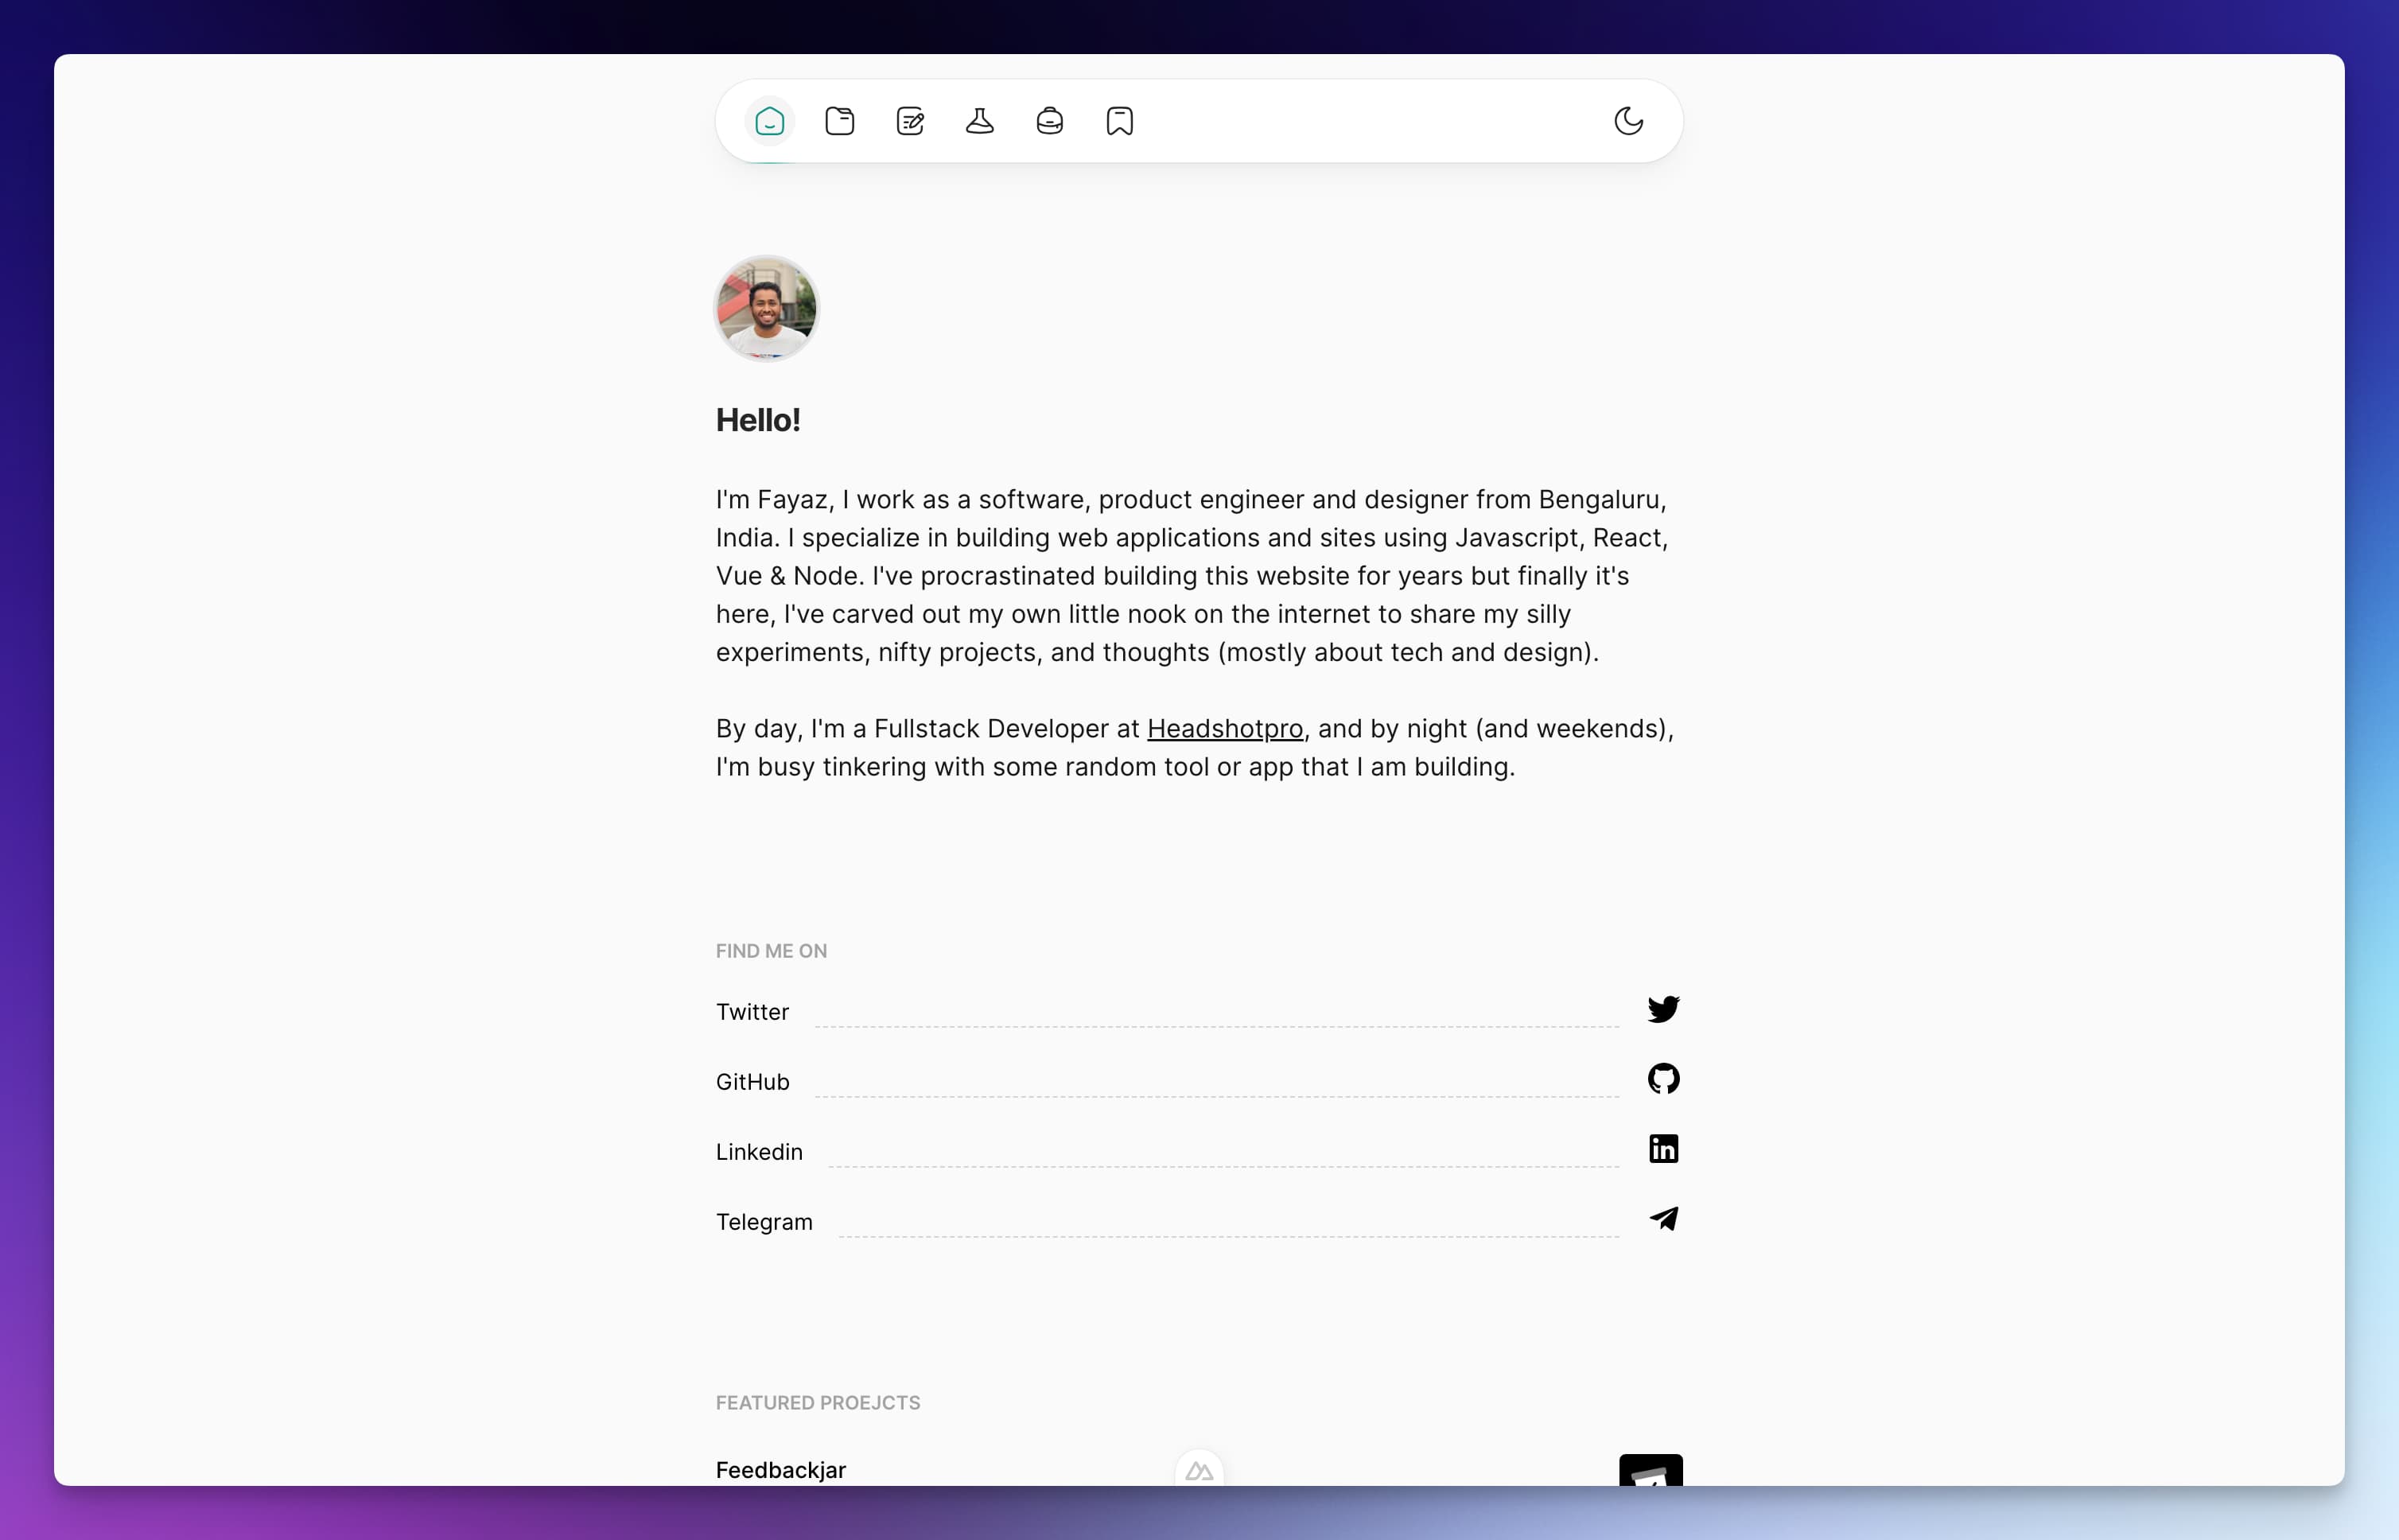 Hello!
I'm Fayaz, I work as a software, product engineer and designer from Bengaluru,
India. I specialize in building web applications and sites using Javascript, React,
Vue & Node. I've procrastinated building this website for years but finally it's
here, I've carved out my own little nook on the internet to share my silly
experiments, nifty projects, and thoughts (mostly about tech and design).
By day, I'm a Fullstack Developer at Headshotpro, and by night (and weekends),
I'm busy tinkering with some random tool or app that I am building.
FIND ME ON
Twitter
GitHub
Linkedin
in
Telegram
FEATURED PROEJCTS
Feedbackjar